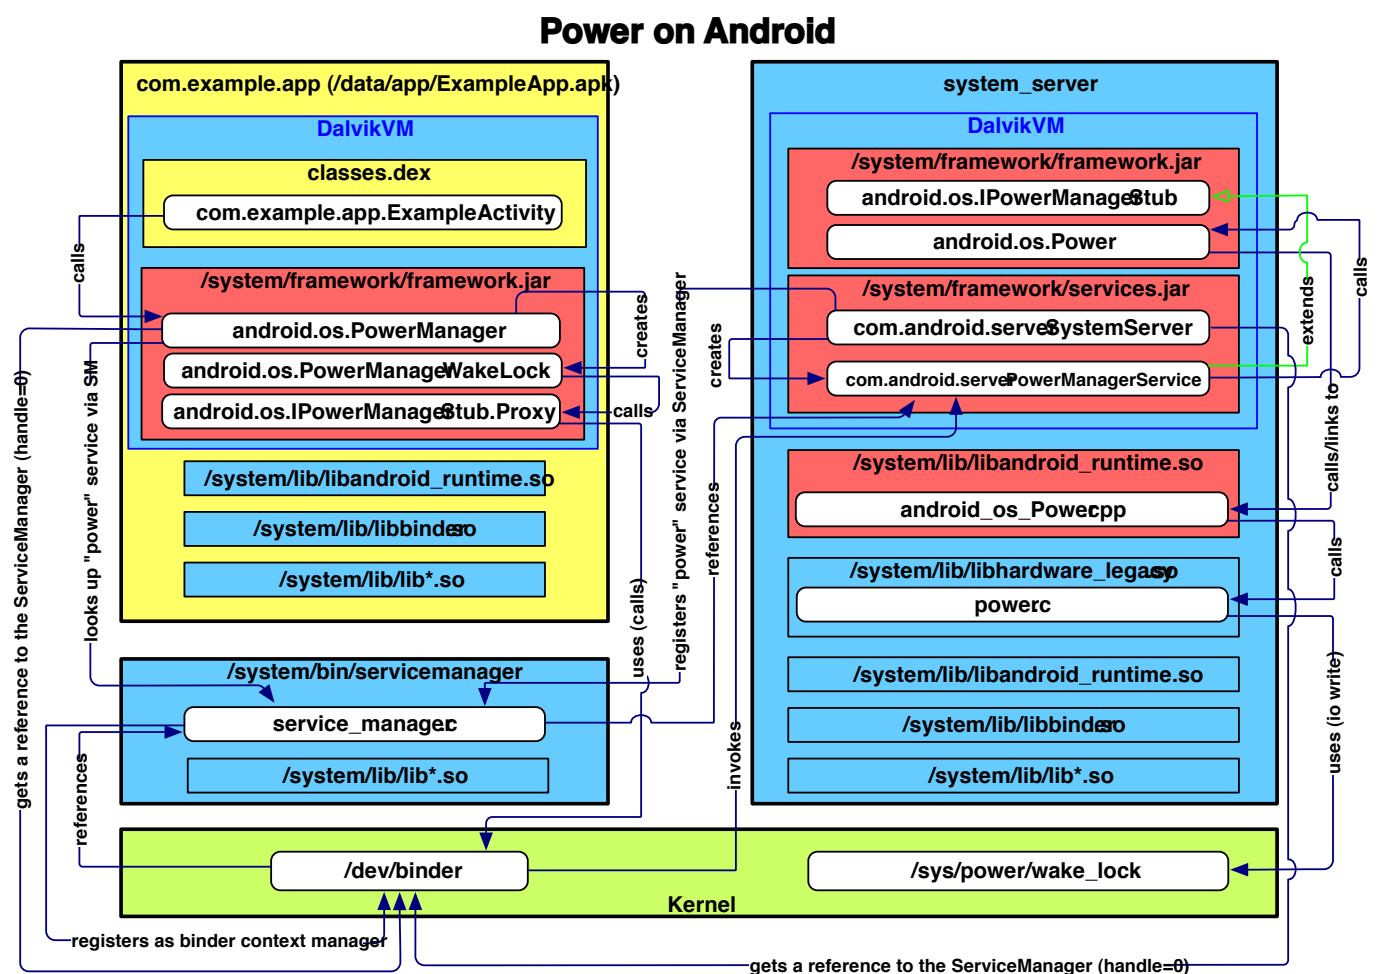 Power on Android
com.example.app (/data/app/ExampleApp.apk)
DalvikVM
classes.dex
com.example.app.ExampleActivity
calls
/system/framework/framework.jar
android.os.PowerManager
creates
android.os.PowerManager.WakeLock
android.os.IPowerManager.Stub.Proxy
calls
/system/lib/libandroid_runtime.so
/system/lib/libbinder.so
/system/lib/lib*.so
gets a reference to the ServiceManager (handle=0)
looks up "power" service via SM
uses (calls)
registers "power" service via ServiceManager
/system/bin/servicemanager
service_manager.c
/system/lib/lib*.so
references
references
creates
invokes
system_server
DalvikVM
/system/framework/framework.jar
android.os.IPowerManager.Stub
android.os.Power
/system/framework/services.jar
com.android.server.SystemServer
com.android.server.PowerManagerService
extends
calls
calls/links to
/system/lib/libandroid_runtime.so
android_os_Power.cpp
calls
/system/lib/libhardware_legacy.so
power.c
uses (io write)
/system/lib/libandroid_runtime.so
/system/lib/libbinder.so
/system/lib/lib*.so
/dev/binder
/sys/power/wake_lock
Kernel
registers as binder context manager
gets a reference to the ServiceManager (handle=0)